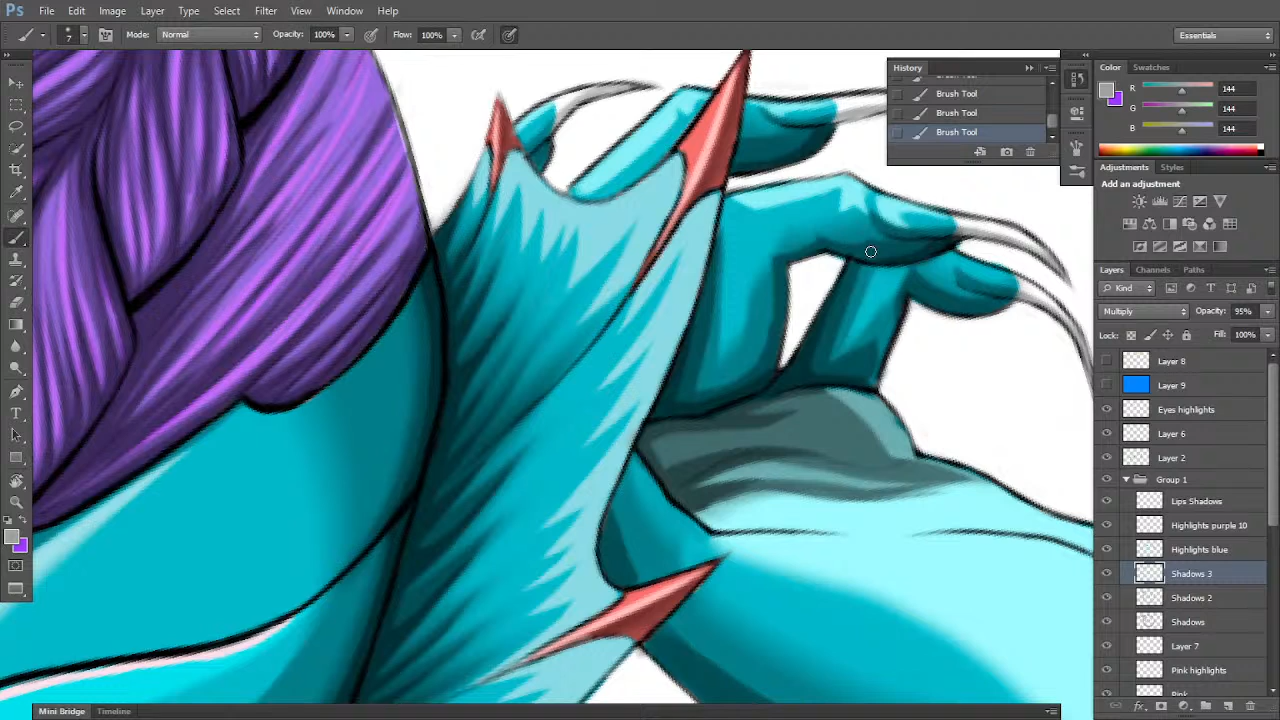 Ps File Edit Image Layer Type Select Filter View Window Help
7 Mode: Normal Opacity: 100% Flow: 100% Essentials
History
Brush Tool
Brush Tool
Brush Tool
Brush Tool
Color Swatches
R 144
G 144
B 144
Adjustments Styles
Add an adjustment
Layers Channels Paths
Kind
Multiply Opacity: 95%
Lock: Fill: 100%
Layer 8
Layer 9
Eyes highlights
Layer 6
Layer 2
Group 1
Lips Shadows
Highlights purple 10
Highlights blue
Shadows 3
Shadows 2
Shadows
Layer 7
Pink highlights
Pink
Mini Bridge Timeline